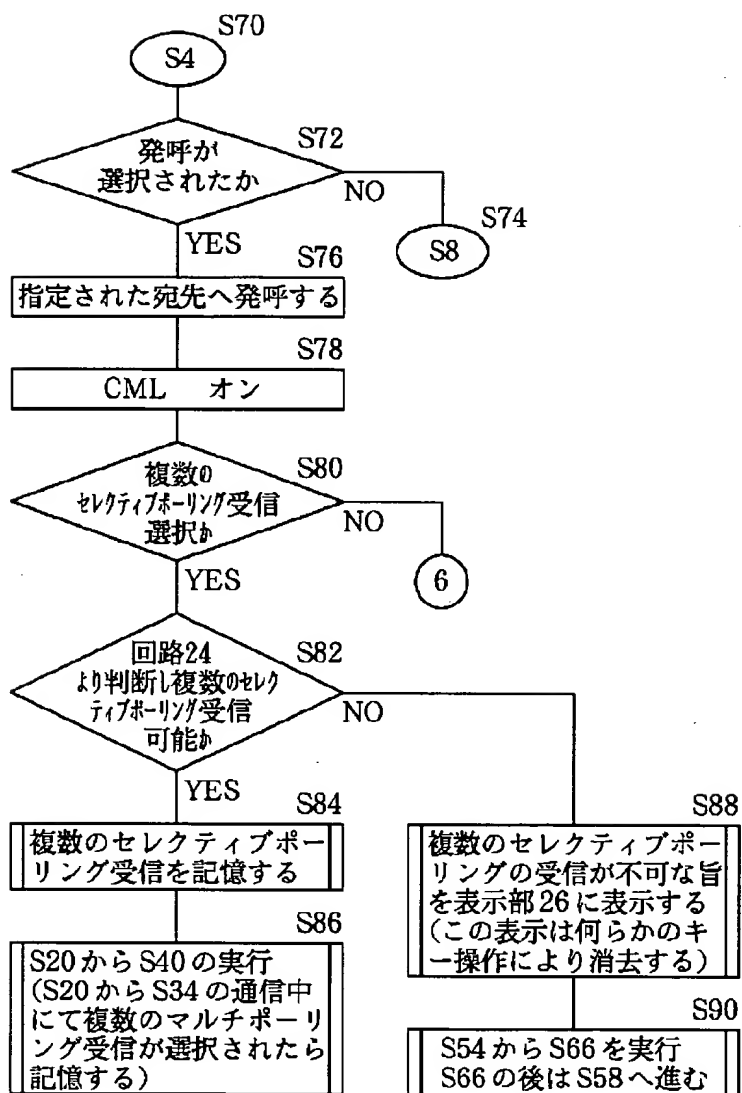 S70
S4
S72
発呼が
選択されたか
NO
S74
S8
YES
S76
指定された宛先へ発呼する
S78
CML オン
S80
複数の
セレクティブポーリング受信
選択か
NO
6
YES
S82
回路24
より判断し複数のセレク
ティブポーリング受信
可能か
NO
YES
S84
複数のセレクティブポー
リング受信を記憶する
S88
複数のセレクティブポー
リングの受信が不可な旨
を表示部26に表示する
(この表示は何らかのキ
ー操作により消去する)
S86
S20からS40の実行
(S20からS34の通信中
にて複数のマルチポーリ
ング受信が選択されたら
記憶する)
S90
S54からS66を実行
S66の後はS58へ進む